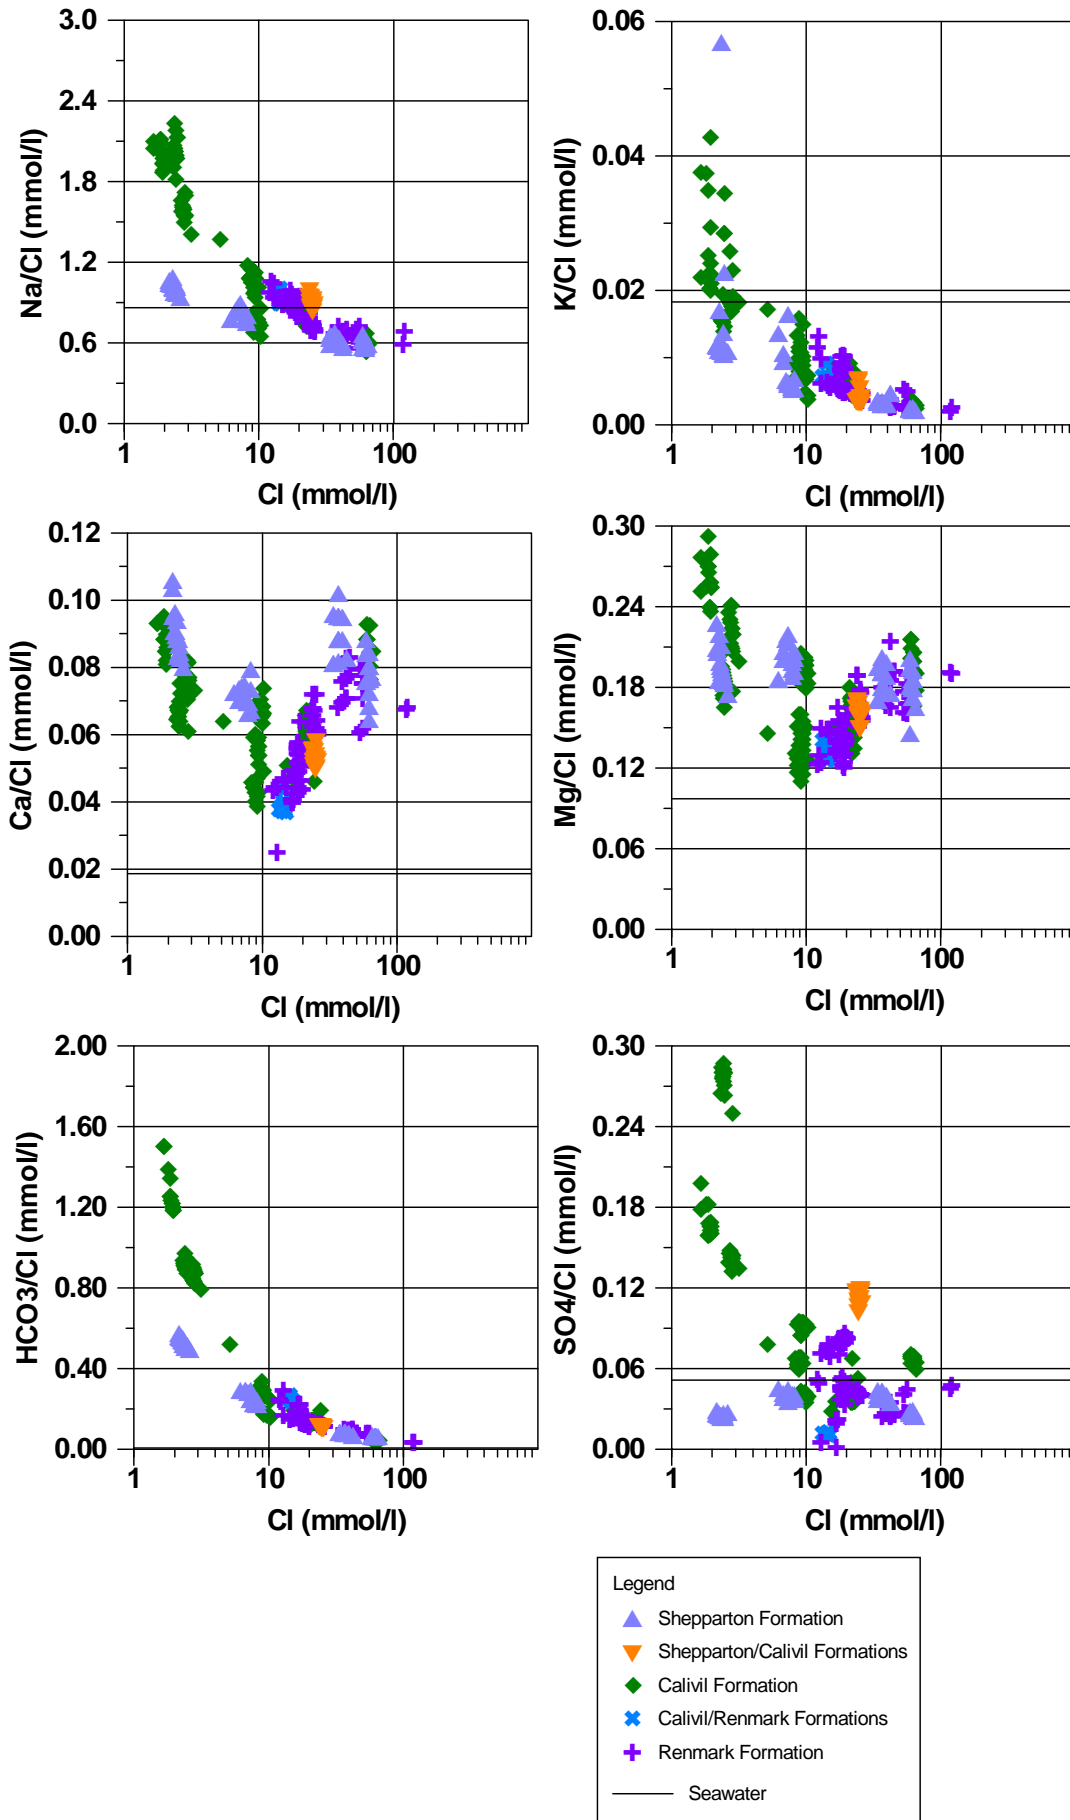 3.0
2.4
1.8
1.2
0.6
0.0
Na/Cl (mmol/l)
1 10 100
Cl (mmol/l)
0.06
0.04
0.02
0.00
K/Cl (mmol/l)
1 10 100
Cl (mmol/l)
0.12
0.10
0.08
0.06
0.04
0.02
0.00
Ca/Cl (mmol/l)
1 10 100
Cl (mmol/l)
0.30
0.24
0.18
0.12
0.06
0.00
Mg/Cl (mmol/l)
1 10 100
Cl (mmol/l)
2.00
1.60
1.20
0.80
0.40
0.00
HCO3/Cl (mmol/l)
1 10 100
Cl (mmol/l)
0.30
0.24
0.18
0.12
0.06
0.00
SO4/Cl (mmol/l)
1 10 100
Cl (mmol/l)
Legend
Shepparton Formation
Shepparton/Calivil Formations
Calivil Formation
Calivil/Renmark Formations
Renmark Formation
Seawater